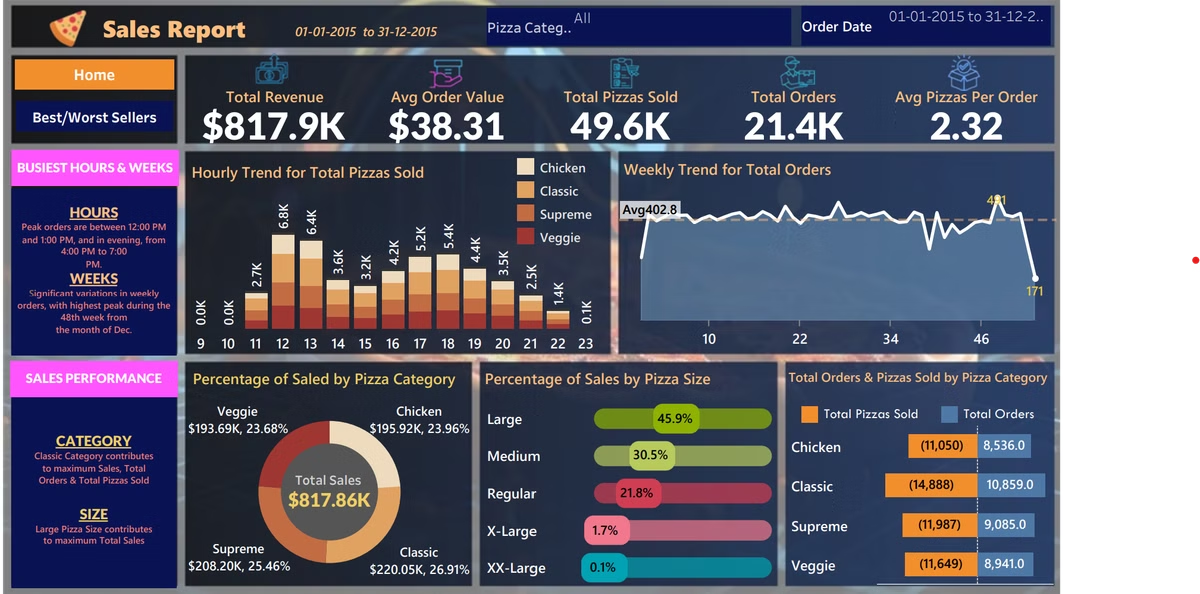 Sales Report
01-01-2015 to 31-12-2015
Pizza Categ..
All
Order Date
01-01-2015 to 31-12-2..
Home
Best/Worst Sellers
Total Revenue
$817.9K
Avg Order Value
$38.31
Total Pizzas Sold
49.6K
Total Orders
21.4K
Avg Pizzas Per Order
2.32
BUSIEST HOURS & WEEKS
HOURS
Peak orders are between 12:00 PM
and 1:00 PM, and in evening, from
4:00 PM to 7:00
PM.
WEEKS
Significant variations in weekly
orders, with highest peak during the
48th week from
the month of Dec.
Hourly Trend for Total Pizzas Sold
Chicken
Classic
Supreme
Veggie
0.0K
0.0K
2.7K
6.8K
6.4K
3.6K
3.2K
4.2K
5.2K
5.4K
4.4K
3.5K
2.5K
1.4K
0.1K
9 10 11 12 13 14 15 16 17 18 19 20 21 22 23
Weekly Trend for Total Orders
Avg402.8
491
171
10 22 34 46
SALES PERFORMANCE
CATEGORY
Classic Category contributes
to maximum Sales, Total
Orders & Total Pizzas Sold
SIZE
Large Pizza Size contributes
to maximum Total Sales
Percentage of Saled by Pizza Category
Veggie
$193.69K, 23.68%
Chicken
$195.92K, 23.96%
Total Sales
$817.86K
Supreme
$208.20K, 25.46%
Classic
$220.05K, 26.91%
Percentage of Sales by Pizza Size
Large 45.9%
Medium 30.5%
Regular 21.8%
X-Large 1.7%
XX-Large 0.1%
Total Orders & Pizzas Sold by Pizza Category
Total Pizzas Sold
Total Orders
Chicken (11,050) 8,536.0
Classic (14,888) 10,859.0
Supreme (11,987) 9,085.0
Veggie (11,649) 8,941.0